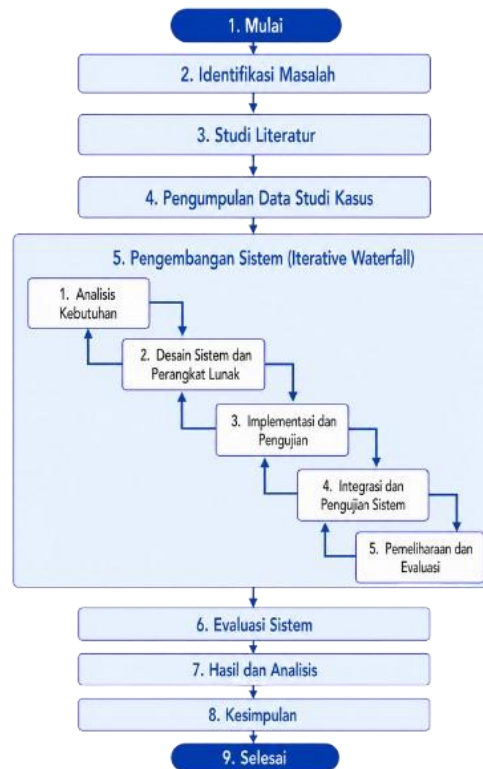 1. Mulai
2. Identifikasi Masalah
3. Studi Literatur
4. Pengumpulan Data Studi Kasus
5. Pengembangan Sistem (Iterative Waterfall)
1. Analisis
Kebutuhan
2. Desain Sistem dan
Perangkat Lunak
3. Implementasi dan
Pengujian
4. Integrasi dan
Pengujian Sistem
5. Pemeliharaan dan
Evaluasi
6. Evaluasi Sistem
7. Hasil dan Analisis
8. Kesimpulan
9. Selesai